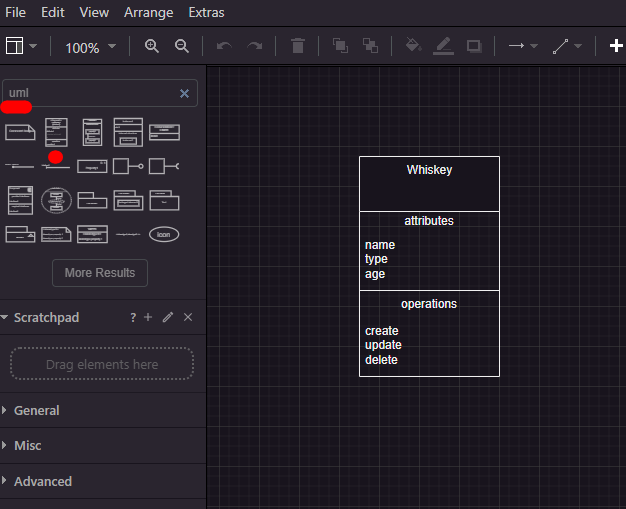 File Edit View Arrange Extras
100%
uml
Icon
More Results
Scratchpad ?
Drag elements here
General
Misc
Advanced
Whiskey
attributes
name
type
age
operations
create
update
delete